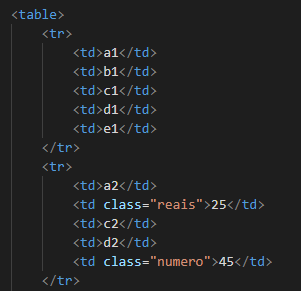 <table>
<tr>
<td>a1</td>
<td>b1</td>
<td>c1</td>
<td>d1</td>
<td>e1</td>
</tr>
<tr>
<td>a2</td>
<td class="reais">25</td>
<td>c2</td>
<td>d2</td>
<td class="numero">45</td>
</tr>